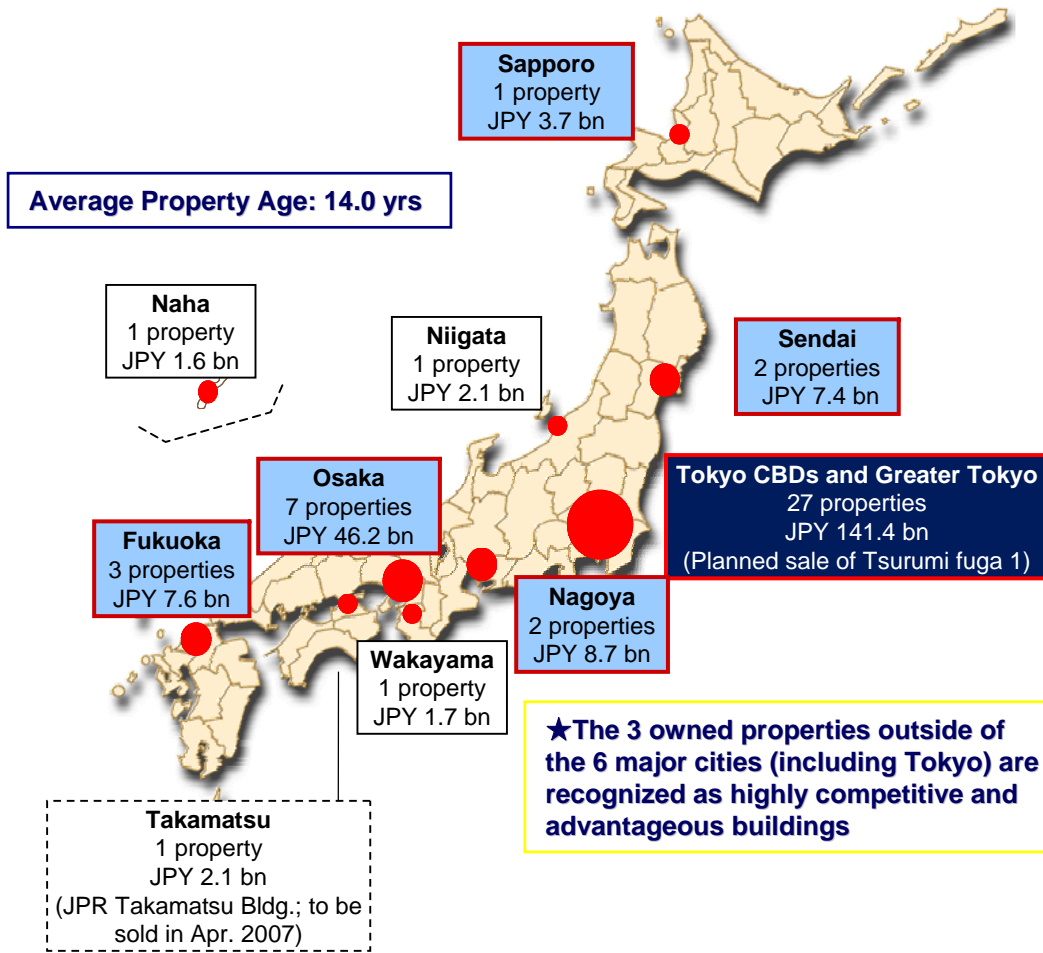 Sapporo
1 property
JPY 3.7 bn
Average Property Age: 14.0 yrs
Naha
1 property
JPY 1.6 bn
Niigata
1 property
JPY 2.1 bn
Sendai
2 properties
JPY 7.4 bn
Osaka
7 properties
JPY 46.2 bn
Tokyo CBDs and Greater Tokyo
27 properties
JPY 141.4 bn
(Planned sale of Tsurumi fuga 1)
Fukuoka
3 properties
JPY 7.6 bn
Nagoya
2 properties
JPY 8.7 bn
Wakayama
1 property
JPY 1.7 bn
★The 3 owned properties outside of
the 6 major cities (including Tokyo) are
recognized as highly competitive and
advantageous buildings
Takamatsu
1 property
JPY 2.1 bn
(JPR Takamatsu Bldg.; to be
sold in Apr. 2007)